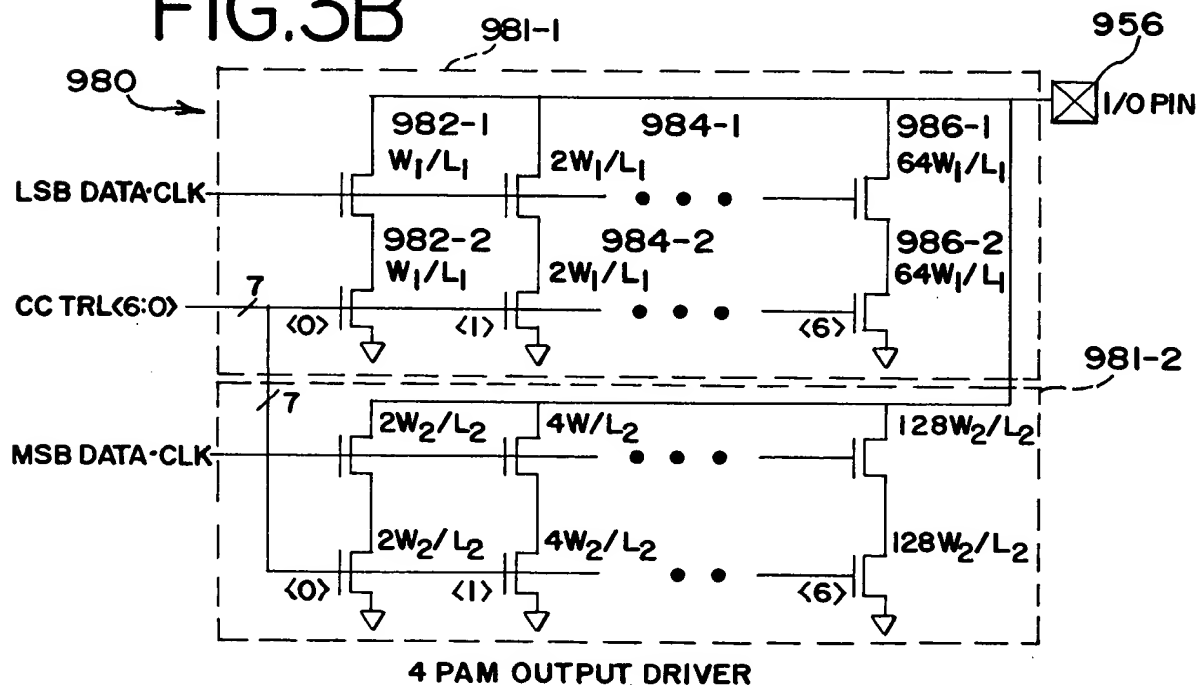 FIG.3B
981-1
956
980
I/O PIN
982-1 984-1 986-1
W₁/L₁ 2W₁/L₁ 64W₁/L₁
LSB DATA·CLK
982-2 984-2 986-2
W₁/L₁ 2W₁/L₁ 64W₁/L₁
7
CC TRL<6:0>
<0> <1> <6>
981-2
7
2W₂/L₂ 4W/L₂ 128W₂/L₂
MSB DATA·CLK
2W₂/L₂ 4W₂/L₂ 128W₂/L₂
<0> <1> <6>
4 PAM OUTPUT DRIVER